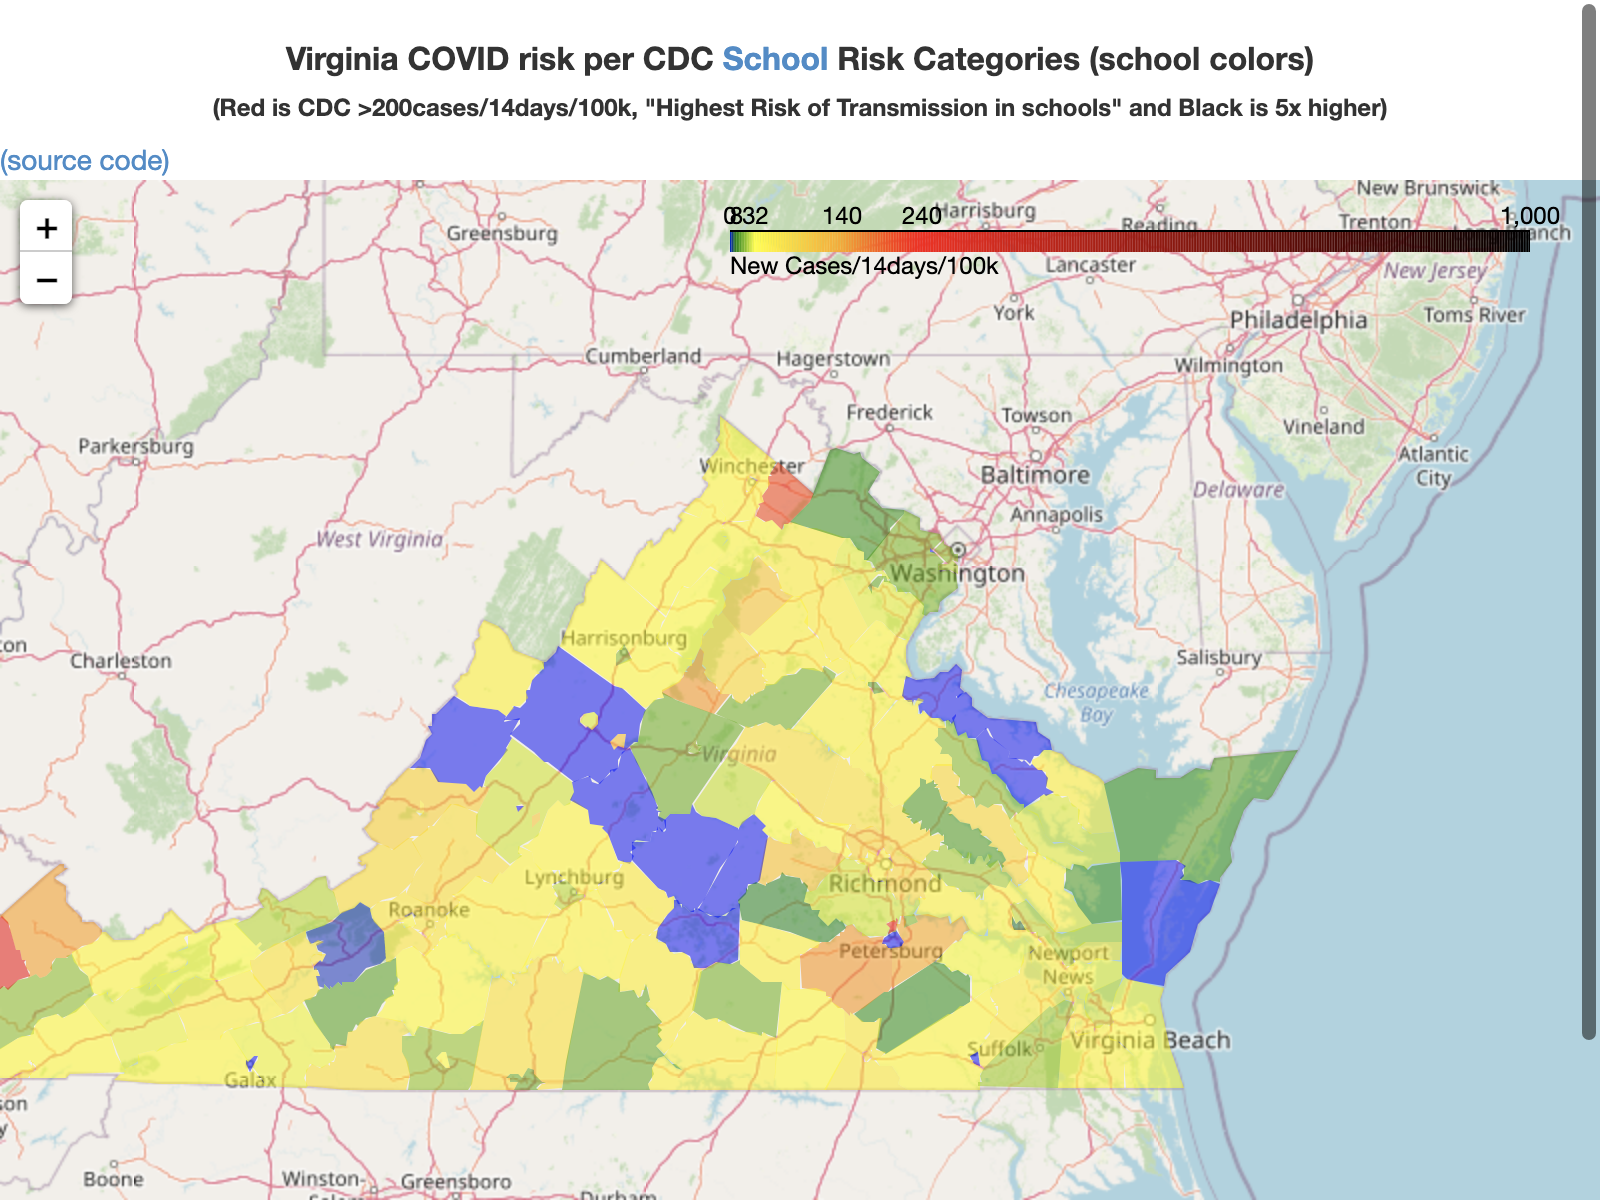 Virginia COVID risk per CDC School Risk Categories (school colors)
(Red is CDC >200cases/14days/100k, "Highest Risk of Transmission in schools" and Black is 5x higher)
(source code)
+
−
0 8 32 140 240 1,000
New Cases/14days/100k
New Brunswick
Harrisburg
Reading
Trenton
Greensburg
Lancaster
New Jersey
York
Toms River
Philadelphia
Cumberland
Hagerstown
Wilmington
Frederick
Towson
Vineland
Parkersburg
Atlantic
City
Winchester
Baltimore
Delaware
Annapolis
West Virginia
Washington
Harrisonburg
Charleston
Salisbury
Chesapeake
Bay
Virginia
Lynchburg
Richmond
Roanoke
Petersburg
Newport
News
Virginia Beach
Suffolk
Galax
Boone
Winston-
Greensboro
Durham